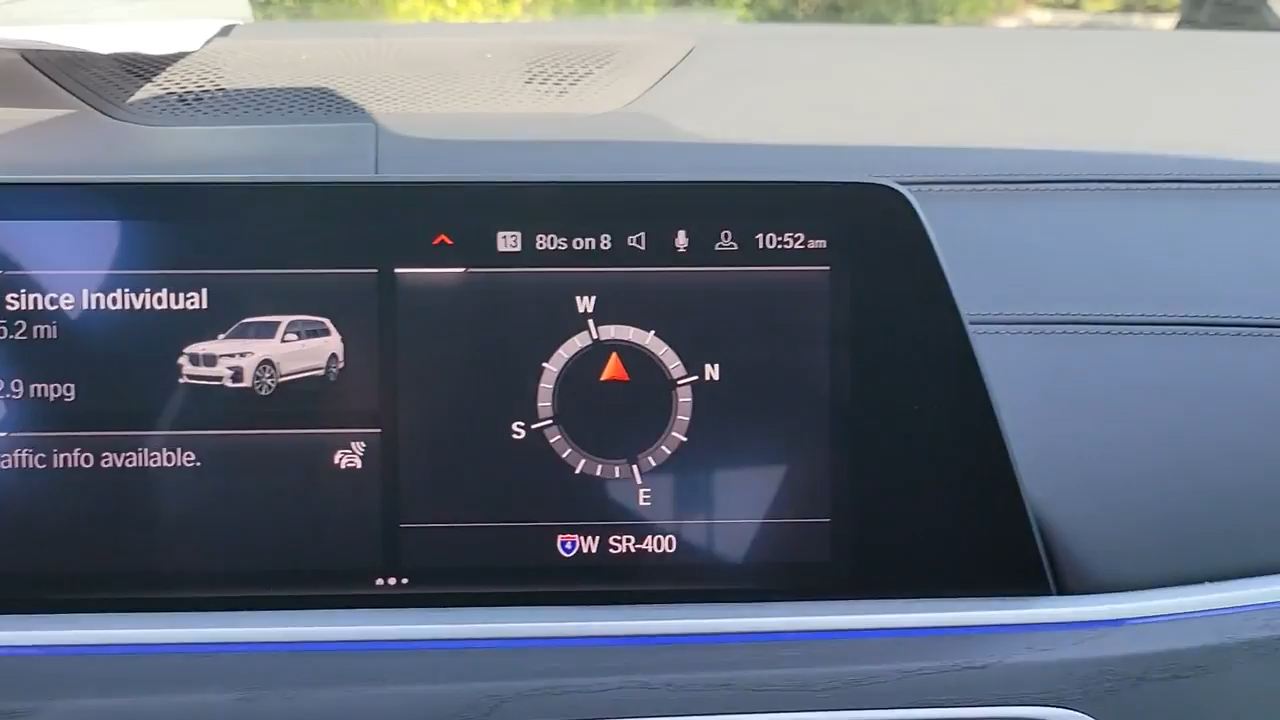 13 80s on 8 10:52 am
since Individual
5.2 mi
2.9 mpg
affic info available.
W
N
S
E
4 W SR-400